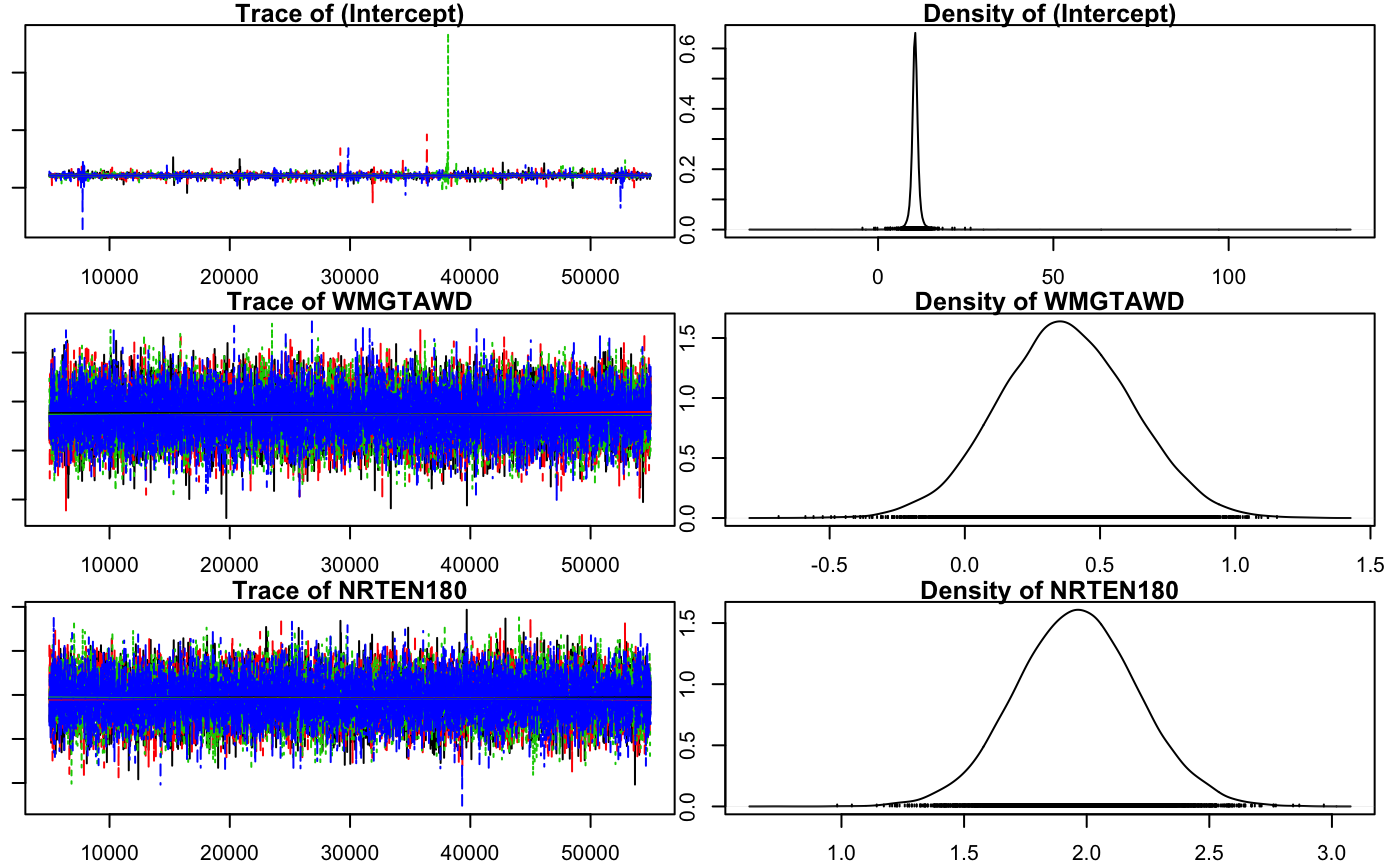 Trace of (Intercept)
Density of (Intercept)
0.0 0.2 0.4 0.6
10000 20000 30000 40000 50000
0 50 100
Trace of WMGTAWD
Density of WMGTAWD
0.0 0.5 1.0 1.5
10000 20000 30000 40000 50000
-0.5 0.0 0.5 1.0 1.5
Trace of NRTEN180
Density of NRTEN180
0.0 0.5 1.0 1.5
10000 20000 30000 40000 50000
1.0 1.5 2.0 2.5 3.0